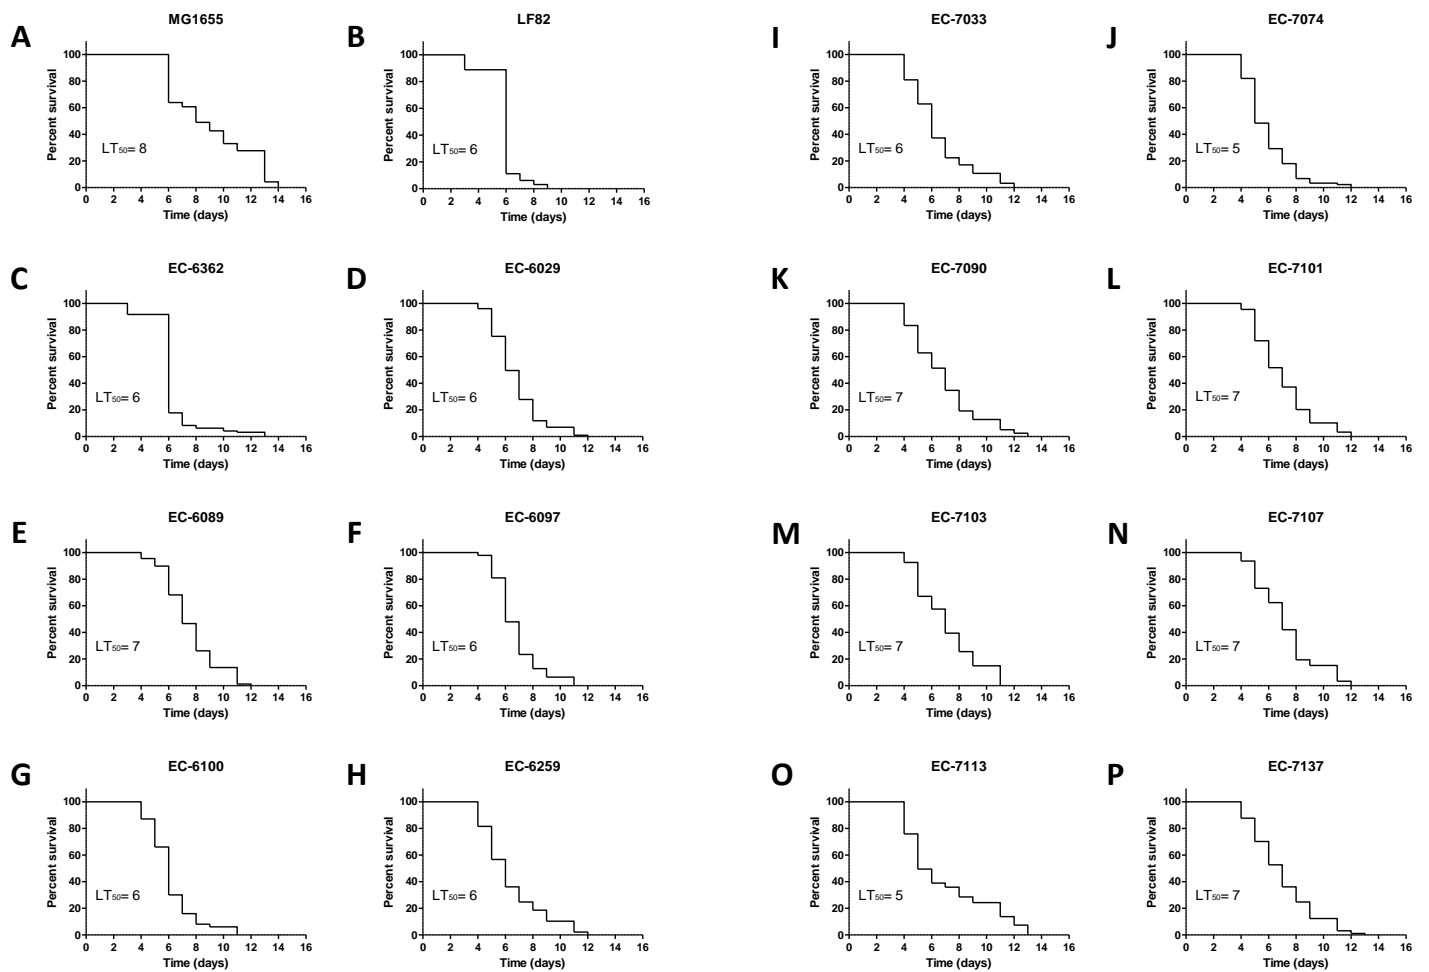 A
MG1655
Percent survival
100
80
60
40
20
0
LT₅₀= 8
0 2 4 6 8 10 12 14 16
Time (days)
B
LF82
Percent survival
100
80
60
40
20
0
LT₅₀= 6
0 2 4 6 8 10 12 14 16
Time (days)
I
EC-7033
Percent survival
100
80
60
40
20
0
LT₅₀= 6
0 2 4 6 8 10 12 14 16
Time (days)
J
EC-7074
Percent survival
100
80
60
40
20
0
LT₅₀= 5
0 2 4 6 8 10 12 14 16
Time (days)
C
EC-6362
Percent survival
100
80
60
40
20
0
LT₅₀= 6
0 2 4 6 8 10 12 14 16
Time (days)
D
EC-6029
Percent survival
100
80
60
40
20
0
LT₅₀= 6
0 2 4 6 8 10 12 14 16
Time (days)
K
EC-7090
Percent survival
100
80
60
40
20
0
LT₅₀= 7
0 2 4 6 8 10 12 14 16
Time (days)
L
EC-7101
Percent survival
100
80
60
40
20
0
LT₅₀= 7
0 2 4 6 8 10 12 14 16
Time (days)
E
EC-6089
Percent survival
100
80
60
40
20
0
LT₅₀= 7
0 2 4 6 8 10 12 14 16
Time (days)
F
EC-6097
Percent survival
100
80
60
40
20
0
LT₅₀= 6
0 2 4 6 8 10 12 14 16
Time (days)
M
EC-7103
Percent survival
100
80
60
40
20
0
LT₅₀= 7
0 2 4 6 8 10 12 14 16
Time (days)
N
EC-7107
Percent survival
100
80
60
40
20
0
LT₅₀= 7
0 2 4 6 8 10 12 14 16
Time (days)
G
EC-6100
Percent survival
100
80
60
40
20
0
LT₅₀= 6
0 2 4 6 8 10 12 14 16
Time (days)
H
EC-6259
Percent survival
100
80
60
40
20
0
LT₅₀= 6
0 2 4 6 8 10 12 14 16
Time (days)
O
EC-7113
Percent survival
100
80
60
40
20
0
LT₅₀= 5
0 2 4 6 8 10 12 14 16
Time (days)
P
EC-7137
Percent survival
100
80
60
40
20
0
LT₅₀= 7
0 2 4 6 8 10 12 14 16
Time (days)